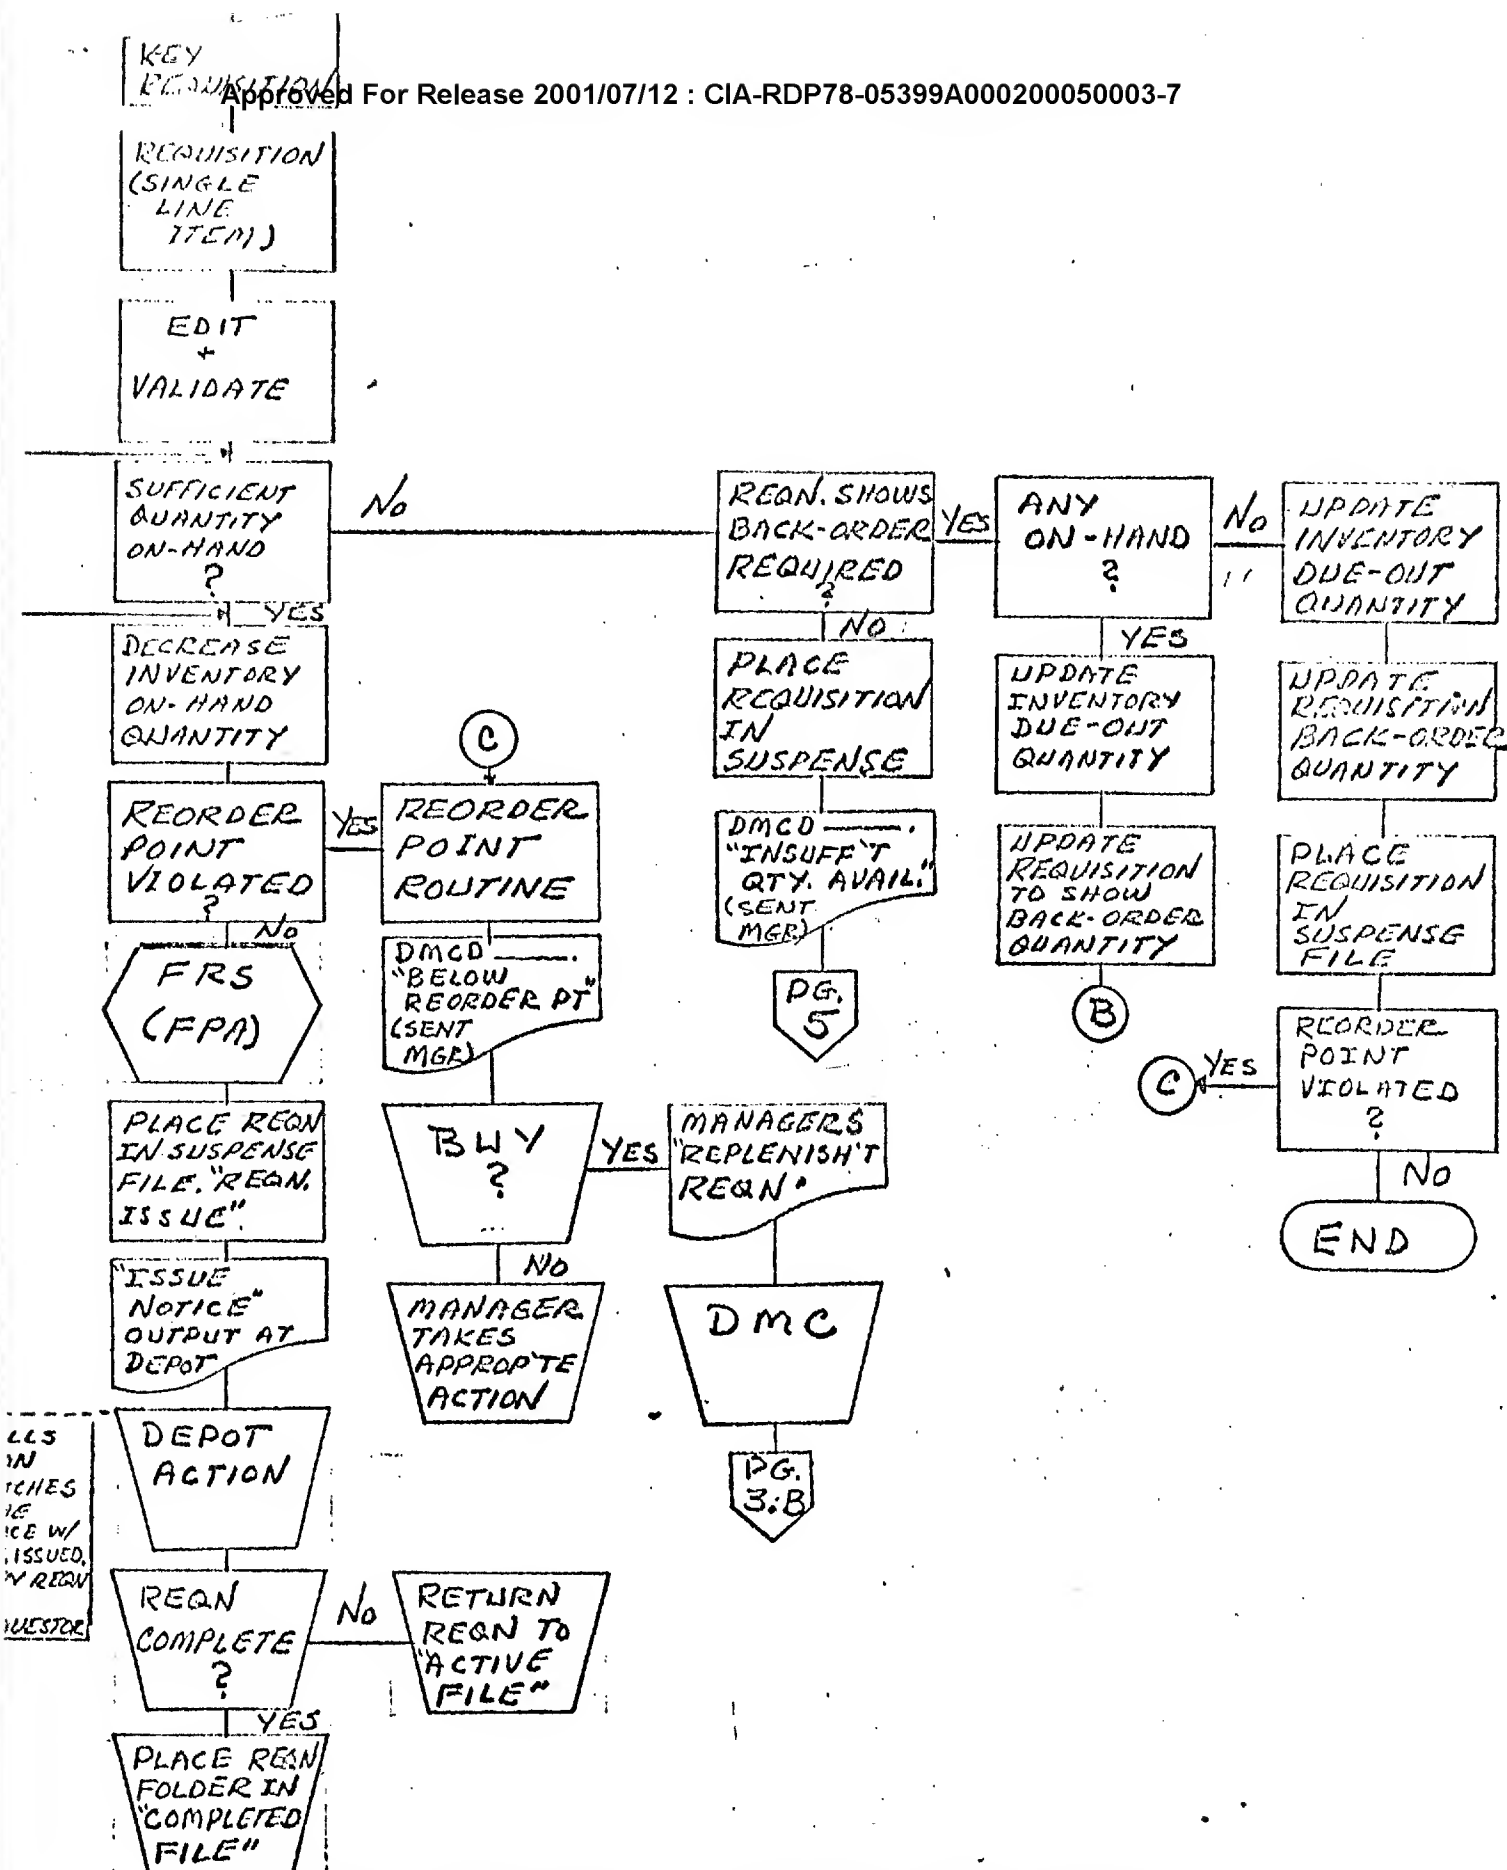 KEY
REQUISITION
Approved For Release 2001/07/12 : CIA-RDP78-05399A000200050003-7
REQUISITION
(SINGLE
LINE
ITEM)
EDIT
+
VALIDATE
SUFFICIENT
QUANTITY
ON-HAND
?
No
YES
REQN. SHOWS
BACK-ORDER
REQUIRED
?
YES
NO
ANY
ON-HAND
?
No
YES
UPDATE
INVENTORY
DUE-OUT
QUANTITY
DECREASE
INVENTORY
ON-HAND
QUANTITY
C
PLACE
REQUISITION
IN
SUSPENSE
UPDATE
INVENTORY
DUE-OUT
QUANTITY
UPDATE
REQUISITION
BACK-ORDER
QUANTITY
REORDER
POINT
VIOLATED
?
YES
No
REORDER
POINT
ROUTINE
DMCD ———.
"INSUFF'T
QTY. AVAIL."
(SENT
MGR)
UPDATE
REQUISITION
TO SHOW
BACK-ORDER
QUANTITY
PLACE
REQUISITION
IN
SUSPENSE
FILE
FRS
(FPA)
DMCD ———.
"BELOW
REORDER PT"
(SENT
MGR)
PG.
5
B
REORDER
POINT
VIOLATED
?
YES
C
NO
END
PLACE REQN
IN SUSPENSE
FILE. "REQN.
ISSUE".
BUY
?
YES
NO
MANAGERS
"REPLENISH'T
REQN"
"ISSUE
NOTICE"
OUTPUT AT
DEPOT
MANAGER
TAKES
APPROP'TE
ACTION
DMC
PG.
3:B
LLS
TCHES
ICE W/
ISSUED,
REQN
UESTOR
DEPOT
ACTION
REQN
COMPLETE
?
No
YES
RETURN
REQN TO
"ACTIVE
FILE"
PLACE REQN
FOLDER IN
"COMPLETED
FILE"